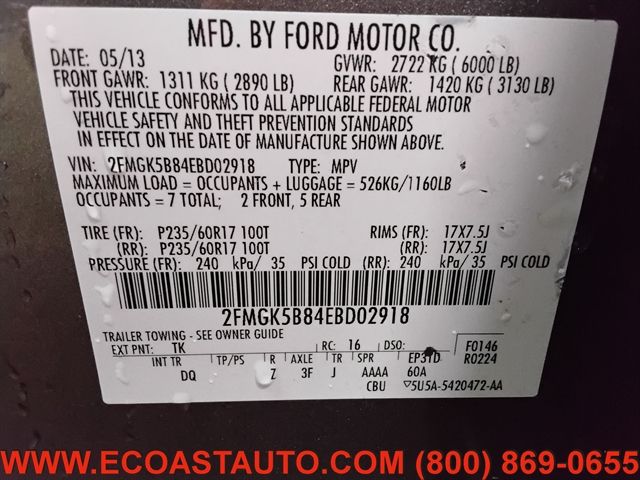 MFD. BY FORD MOTOR CO.
DATE: 05/13 GVWR: 2722 KG ( 6000 LB)
FRONT GAWR: 1311 KG ( 2890 LB) REAR GAWR: 1420 KG ( 3130 LB)
THIS VEHICLE CONFORMS TO ALL APPLICABLE FEDERAL MOTOR
VEHICLE SAFETY AND THEFT PREVENTION STANDARDS
IN EFFECT ON THE DATE OF MANUFACTURE SHOWN ABOVE.
VIN: 2FMGK5B84EBD02918 TYPE: MPV
MAXIMUM LOAD = OCCUPANTS + LUGGAGE = 526KG/1160LB
OCCUPANTS = 7 TOTAL; 2 FRONT, 5 REAR
TIRE (FR): P235/60R17 100T RIMS (FR): 17X7.5J
(RR): P235/60R17 100T (RR): 17X7.5J
PRESSURE (FR): 240 kPa/ 35 PSI COLD (RR): 240 kPa/ 35 PSI COLD
2FMGK5B84EBD02918
TRAILER TOWING - SEE OWNER GUIDE
EXT PNT: TK RC: 16 DSO: F0146
INT TR TP/PS R AXLE TR SPR EP31D R0224
DQ Z 3F J AAAA 60A
CBU 5U5A-5420472-AA
WWW.ECOASTAUTO.COM (800) 869-0655